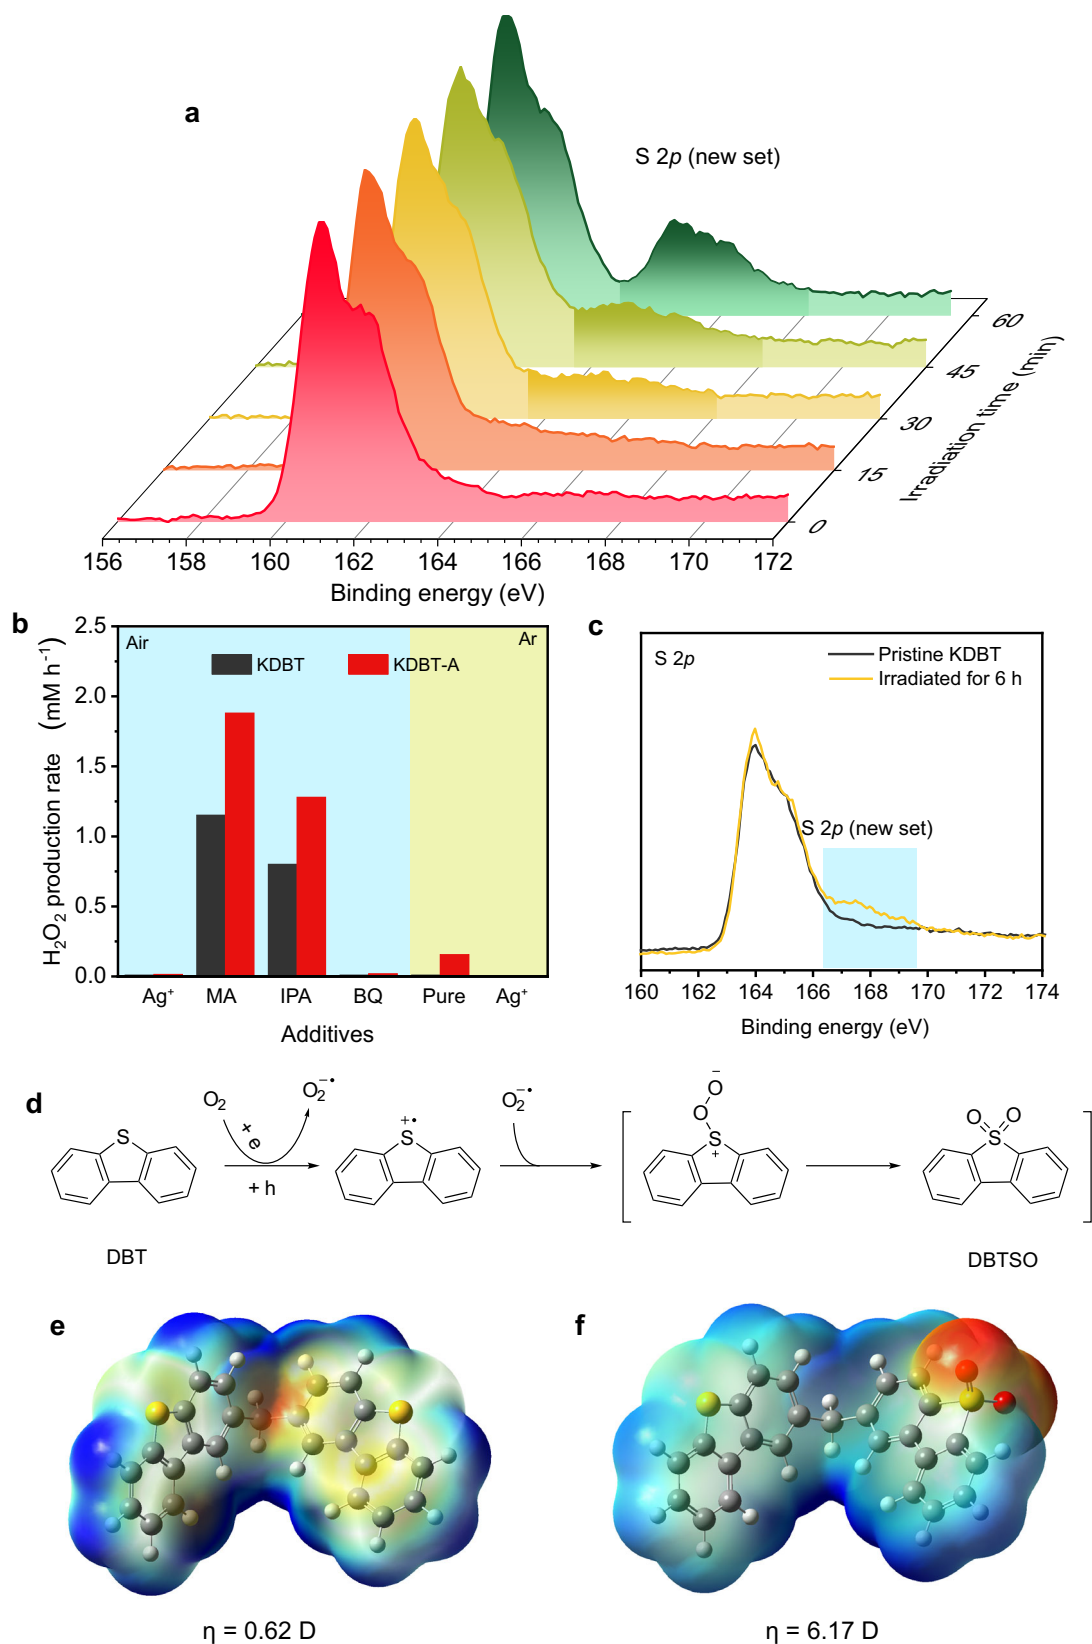 a
S 2p (new set)
60
45
30
15
0
Irradiation time (min)
156 158 160 162 164 166 168 170 172
Binding energy (eV)
b
Air
Ar
KDBT
KDBT-A
2.5
2.0
1.5
1.0
0.5
0.0
H₂O₂ production rate (mM h⁻¹)
Ag⁺ MA IPA BQ Pure Ag⁺
Additives
c
S 2p
Pristine KDBT
Irradiated for 6 h
S 2p (new set)
160 162 164 166 168 170 172 174
Binding energy (eV)
d
O₂
O₂⁻•
+ e
+ h
S
S
+•
O₂⁻•
O⁻
O
S
+
O O
S
DBT
DBTSO
e
f
η = 0.62 D
η = 6.17 D